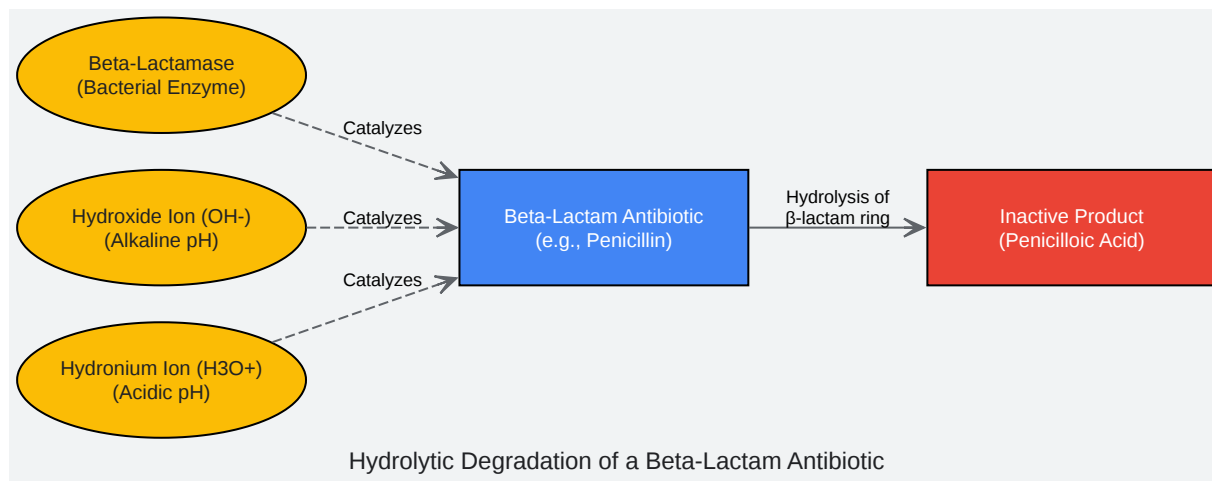 Beta-Lactamase
(Bacterial Enzyme)
Catalyzes
Hydroxide Ion (OH-)
(Alkaline pH)
Catalyzes
Hydronium Ion (H3O+)
(Acidic pH)
Catalyzes
Beta-Lactam Antibiotic
(e.g., Penicillin)
Hydrolysis of
β-lactam ring
Inactive Product
(Penicilloic Acid)
Hydrolytic Degradation of a Beta-Lactam Antibiotic